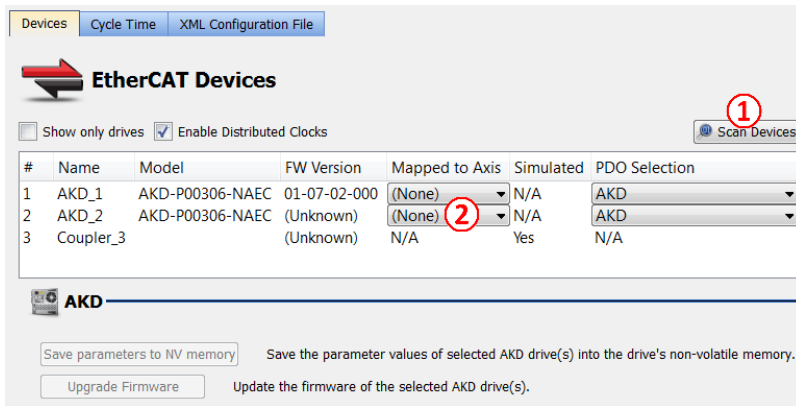 Devices Cycle Time XML Configuration File
EtherCAT Devices
①
Show only drives Enable Distributed Clocks Scan Devices
# Name Model FW Version Mapped to Axis Simulated PDO Selection
1 AKD_1 AKD-P00306-NAEC 01-07-02-000 (None) N/A AKD
2 AKD_2 AKD-P00306-NAEC (Unknown) (None) ② N/A AKD
3 Coupler_3 (Unknown) N/A Yes N/A
AKD
Save parameters to NV memory Save the parameter values of selected AKD drive(s) into the drive's non-volatile memory.
Upgrade Firmware Update the firmware of the selected AKD drive(s).